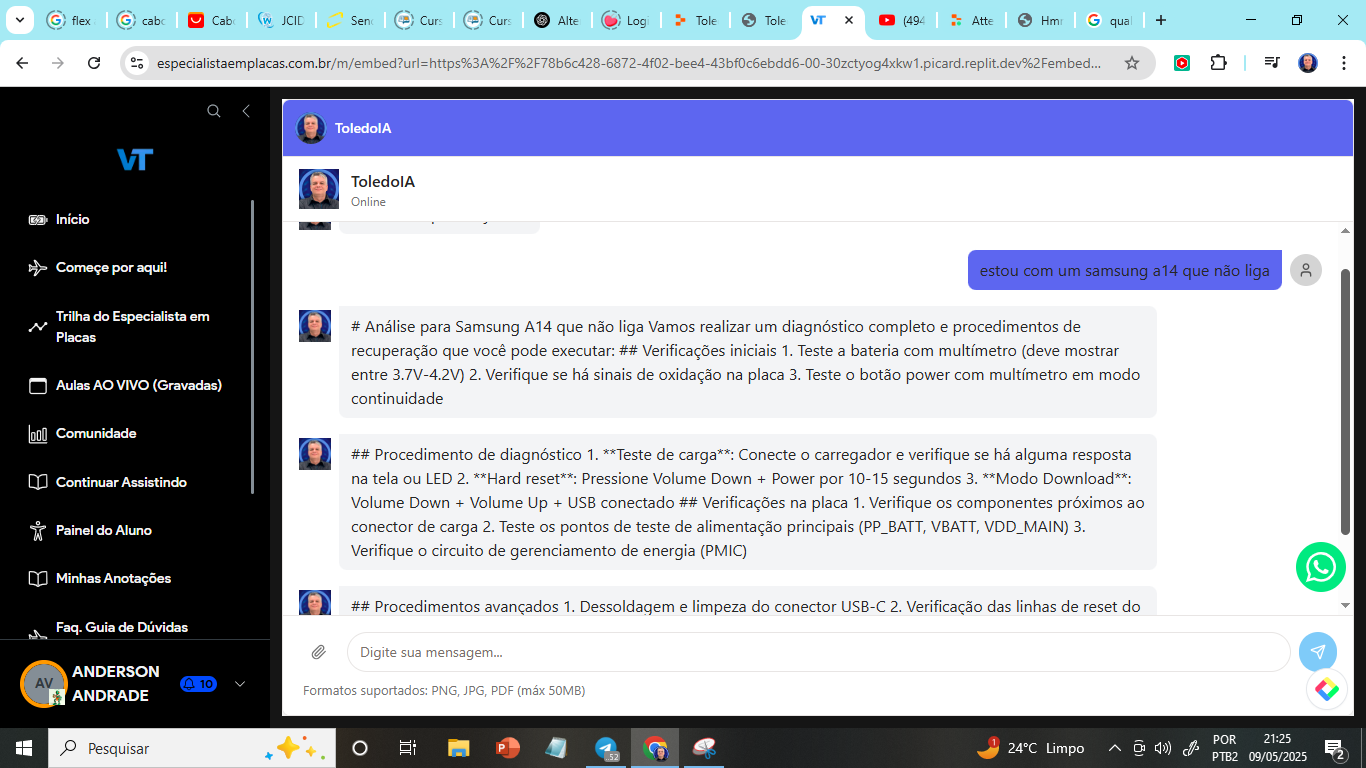 flex
cabo
Cabo
JCID
Senc
Curs
Curs
Alte
Logi
Tole
Tole
VT
(494
Atte
Hm
qual
especialistaemplacas.com.br/m/embed?url=https%3A%2F%2F78b6c428-6872-4f02-bee4-43bf0c6ebdd6-00-30zctyog4xkw1.picard.replit.dev%2Fembed...
VT
Início
Começe por aqui!
Trilha do Especialista em
Placas
Aulas AO VIVO (Gravadas)
Comunidade
Continuar Assistindo
Painel do Aluno
Minhas Anotações
Faq. Guia de Dúvidas
AV
ANDERSON
ANDRADE
10
ToledoIA
ToledoIA
Online
estou com um samsung a14 que não liga
# Análise para Samsung A14 que não liga Vamos realizar um diagnóstico completo e procedimentos de
recuperação que você pode executar: ## Verificações iniciais 1. Teste a bateria com multímetro (deve mostrar
entre 3.7V-4.2V) 2. Verifique se há sinais de oxidação na placa 3. Teste o botão power com multímetro em modo
continuidade
## Procedimento de diagnóstico 1. **Teste de carga**: Conecte o carregador e verifique se há alguma resposta
na tela ou LED 2. **Hard reset**: Pressione Volume Down + Power por 10-15 segundos 3. **Modo Download**:
Volume Down + Volume Up + USB conectado ## Verificações na placa 1. Verifique os componentes próximos ao
conector de carga 2. Teste os pontos de teste de alimentação principais (PP_BATT, VBATT, VDD_MAIN) 3.
Verifique o circuito de gerenciamento de energia (PMIC)
## Procedimentos avançados 1. Dessoldagem e limpeza do conector USB-C 2. Verificação das linhas de reset do
Digite sua mensagem...
Formatos suportados: PNG, JPG, PDF (máx 50MB)
Pesquisar
52
1
24°C Limpo
POR
PTB2
21:25
09/05/2025
2